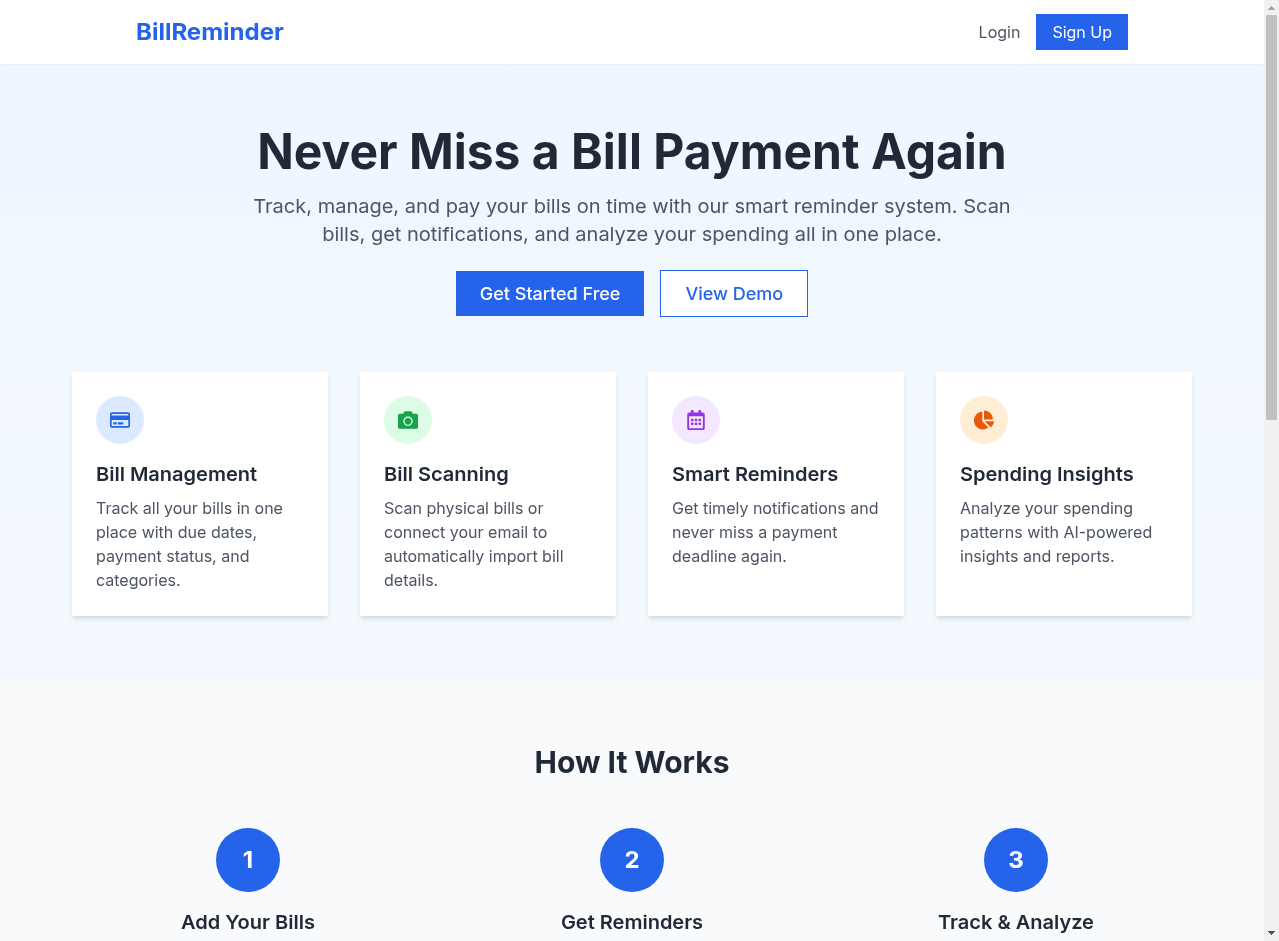 BillReminder
Login
Sign Up
Never Miss a Bill Payment Again
Track, manage, and pay your bills on time with our smart reminder system. Scan
bills, get notifications, and analyze your spending all in one place.
Get Started Free
View Demo
Bill Management
Track all your bills in one
place with due dates,
payment status, and
categories.
Bill Scanning
Scan physical bills or
connect your email to
automatically import bill
details.
Smart Reminders
Get timely notifications and
never miss a payment
deadline again.
Spending Insights
Analyze your spending
patterns with AI-powered
insights and reports.
How It Works
1
Add Your Bills
2
Get Reminders
3
Track & Analyze